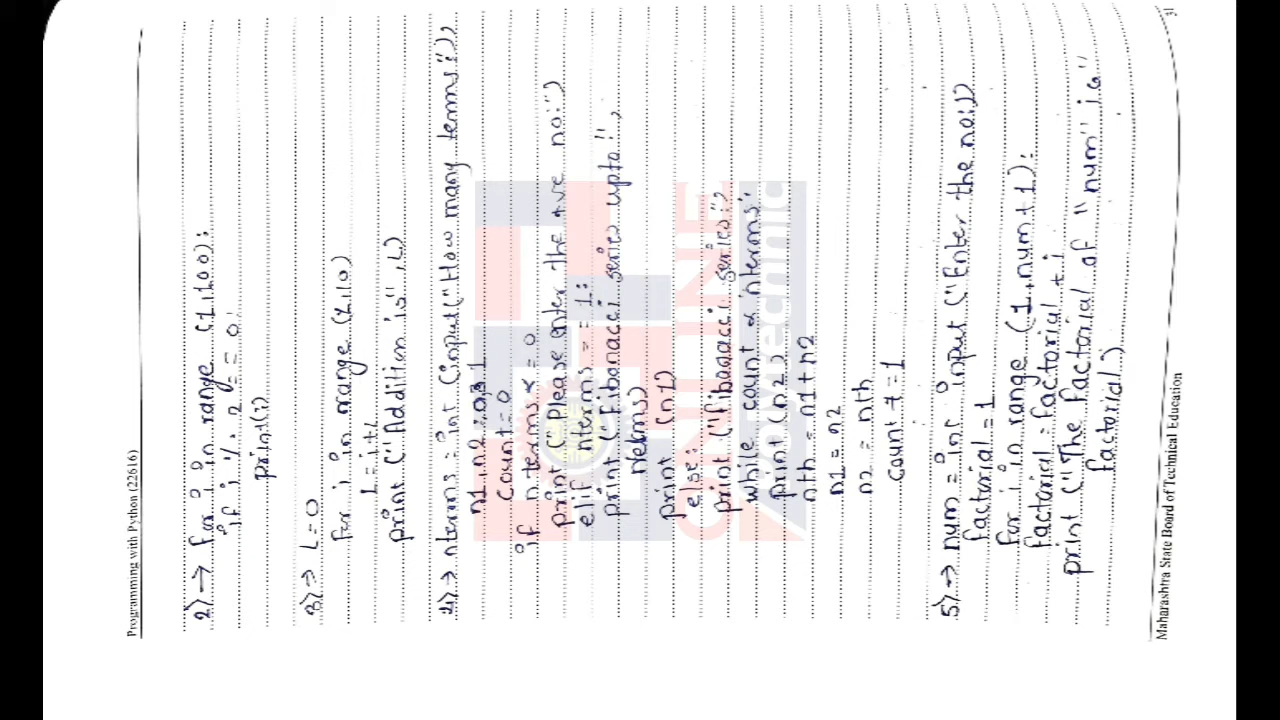 Programming with Python (22616)
2) → for i in range (1,100):
if i % 2 == 0:
print(i)
3) → L = 0
for i in range (1,10)
L = i+L
print ("Addition is", L)
4) → nterms = int (input ("How many terms:"));
n1, n2 = 0, 1
Count = 0
if nterms < = 0
print ("Please enter the +ve no:")
elif nterms == 1:
print ("Fibonacci series upto",
nterms)
print (n1)
else:
print ("Fibonacci series:")
while count < nterms:
print (n2)
nth = n1 + n2
n1 = n2
n2 = nth
count + = 1
5) → num = int input ("Enter the no:))
factorial = 1
for i in range (1, num + 1):
factorial = factorial * i
print ("The factorial of "num" is"
factorial)
Maharashtra State Board of Technical Education
31
ONLINE